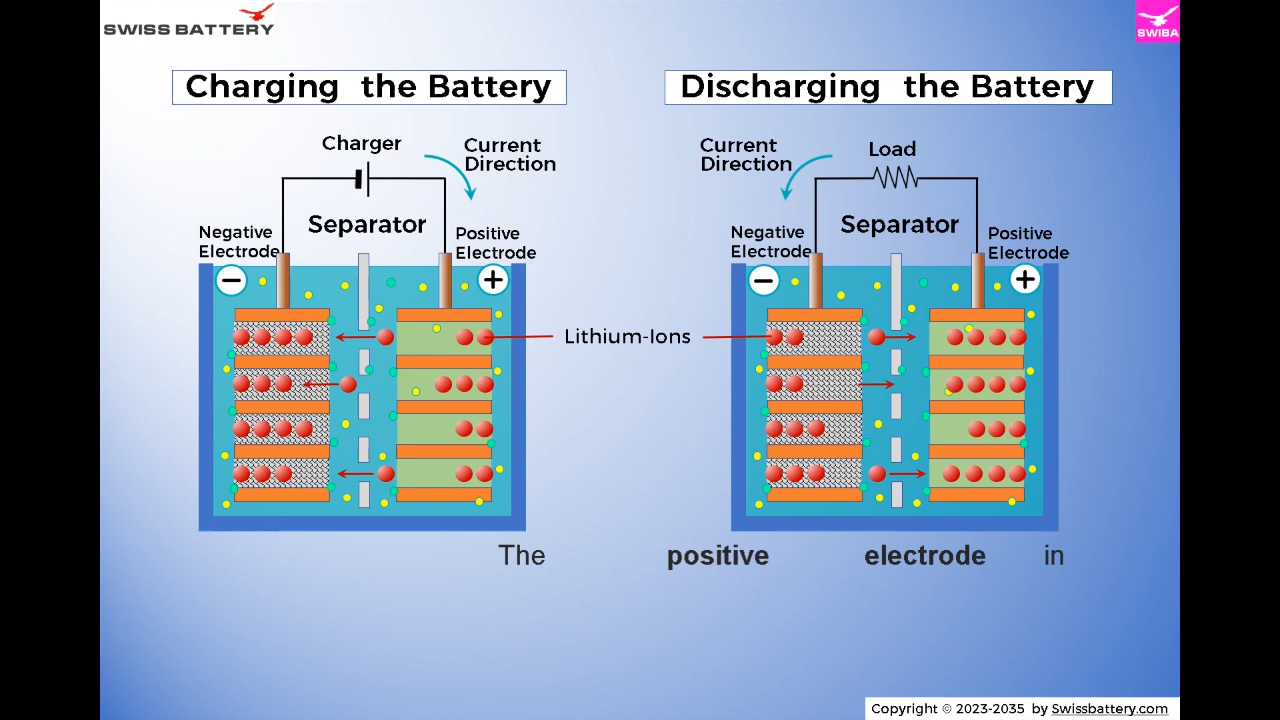 SWISS BATTERY
SWIBA
Charging the Battery
Discharging the Battery
Charger
Current
Direction
Separator
Negative
Electrode
Positive
Electrode
−
+
Lithium-Ions
Current
Direction
Load
Separator
Negative
Electrode
Positive
Electrode
−
+
The positive electrode in
Copyright © 2023-2035 by Swissbattery.com